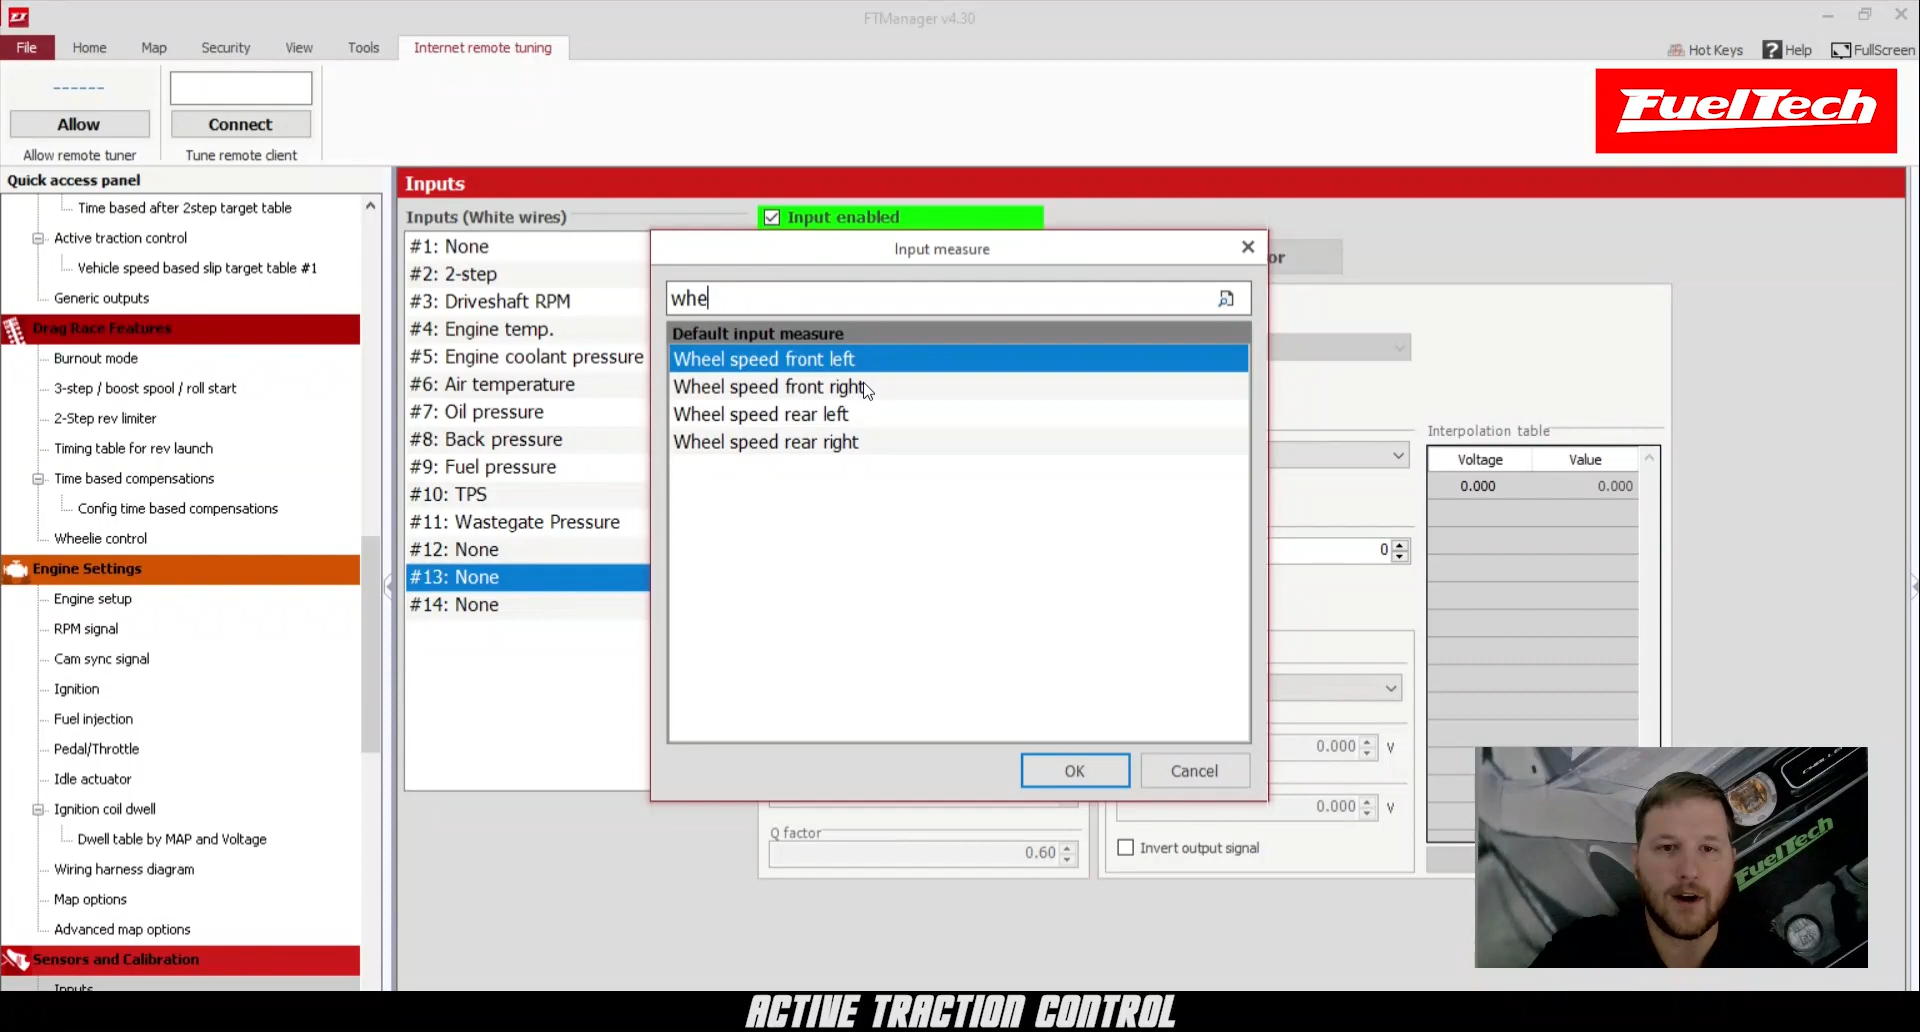 FTManager v4.30
File
Home
Map
Security
View
Tools
Internet remote tuning
Hot Keys
? Help
FullScreen
------
Allow
Connect
Allow remote tuner
Tune remote client
FuelTech
Quick access panel
Time based after 2step target table
Active traction control
Vehicle speed based slip target table #1
Generic outputs
Drag Race Features
Burnout mode
3-step / boost spool / roll start
2-Step rev limiter
Timing table for rev launch
Time based compensations
Config time based compensations
Wheelie control
Engine Settings
Engine setup
RPM signal
Cam sync signal
Ignition
Fuel injection
Pedal/Throttle
Idle actuator
Ignition coil dwell
Dwell table by MAP and Voltage
Wiring harness diagram
Map options
Advanced map options
Sensors and Calibration
Inputs
Inputs
Inputs (White wires)
#1: None
#2: 2-step
#3: Driveshaft RPM
#4: Engine temp.
#5: Engine coolant pressure
#6: Air temperature
#7: Oil pressure
#8: Back pressure
#9: Fuel pressure
#10: TPS
#11: Wastegate Pressure
#12: None
#13: None
#14: None
Input enabled
or
Input measure
whe
Default input measure
Wheel speed front left
Wheel speed front right
Wheel speed rear left
Wheel speed rear right
OK
Cancel
0
0.000 V
0.000 V
Q factor
0.60
Invert output signal
Interpolation table
Voltage
Value
0.000
0.000
FuelTech
ACTIVE TRACTION CONTROL